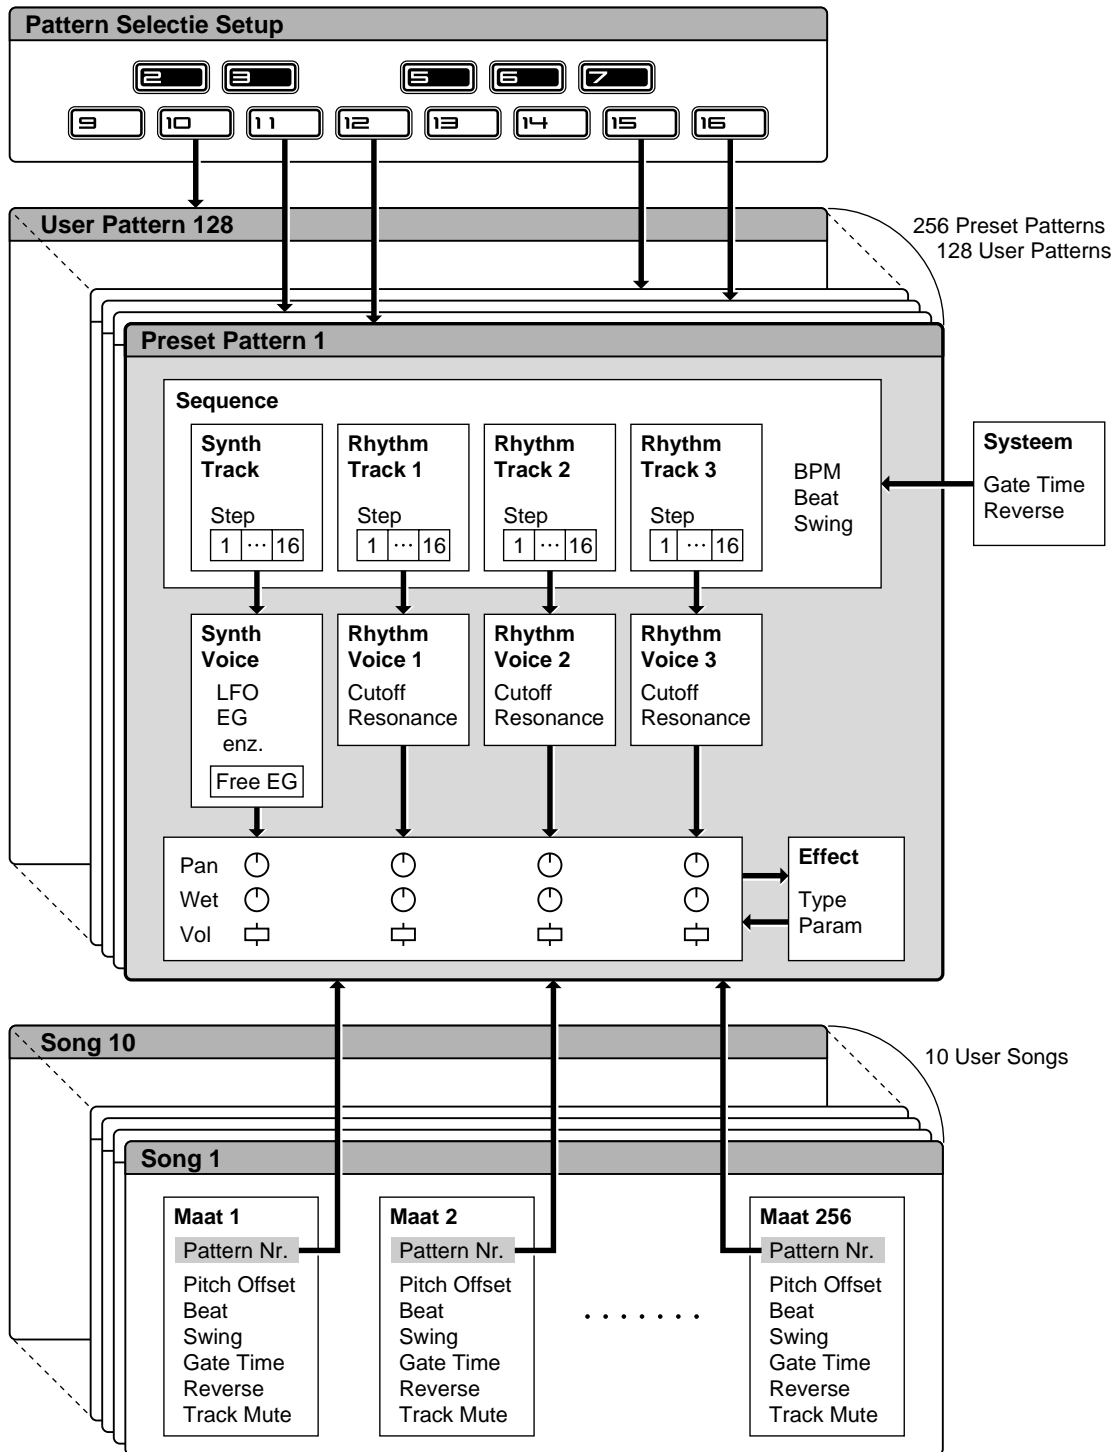 Pattern Selectie Setup
2 3 5 6 7
9 10 11 12 13 14 15 16
User Pattern 128
256 Preset Patterns
128 User Patterns
Preset Pattern 1
Sequence
Synth
Track
Step
1 ··· 16
Rhythm
Track 1
Step
1 ··· 16
Rhythm
Track 2
Step
1 ··· 16
Rhythm
Track 3
Step
1 ··· 16
BPM
Beat
Swing
Systeem
Gate Time
Reverse
Synth
Voice
LFO
EG
enz.
Free EG
Rhythm
Voice 1
Cutoff
Resonance
Rhythm
Voice 2
Cutoff
Resonance
Rhythm
Voice 3
Cutoff
Resonance
Pan
Wet
Vol
Effect
Type
Param
Song 10
10 User Songs
Song 1
Maat 1
Pattern Nr.
Pitch Offset
Beat
Swing
Gate Time
Reverse
Track Mute
Maat 2
Pattern Nr.
Pitch Offset
Beat
Swing
Gate Time
Reverse
Track Mute
. . . . . . .
Maat 256
Pattern Nr.
Pitch Offset
Beat
Swing
Gate Time
Reverse
Track Mute